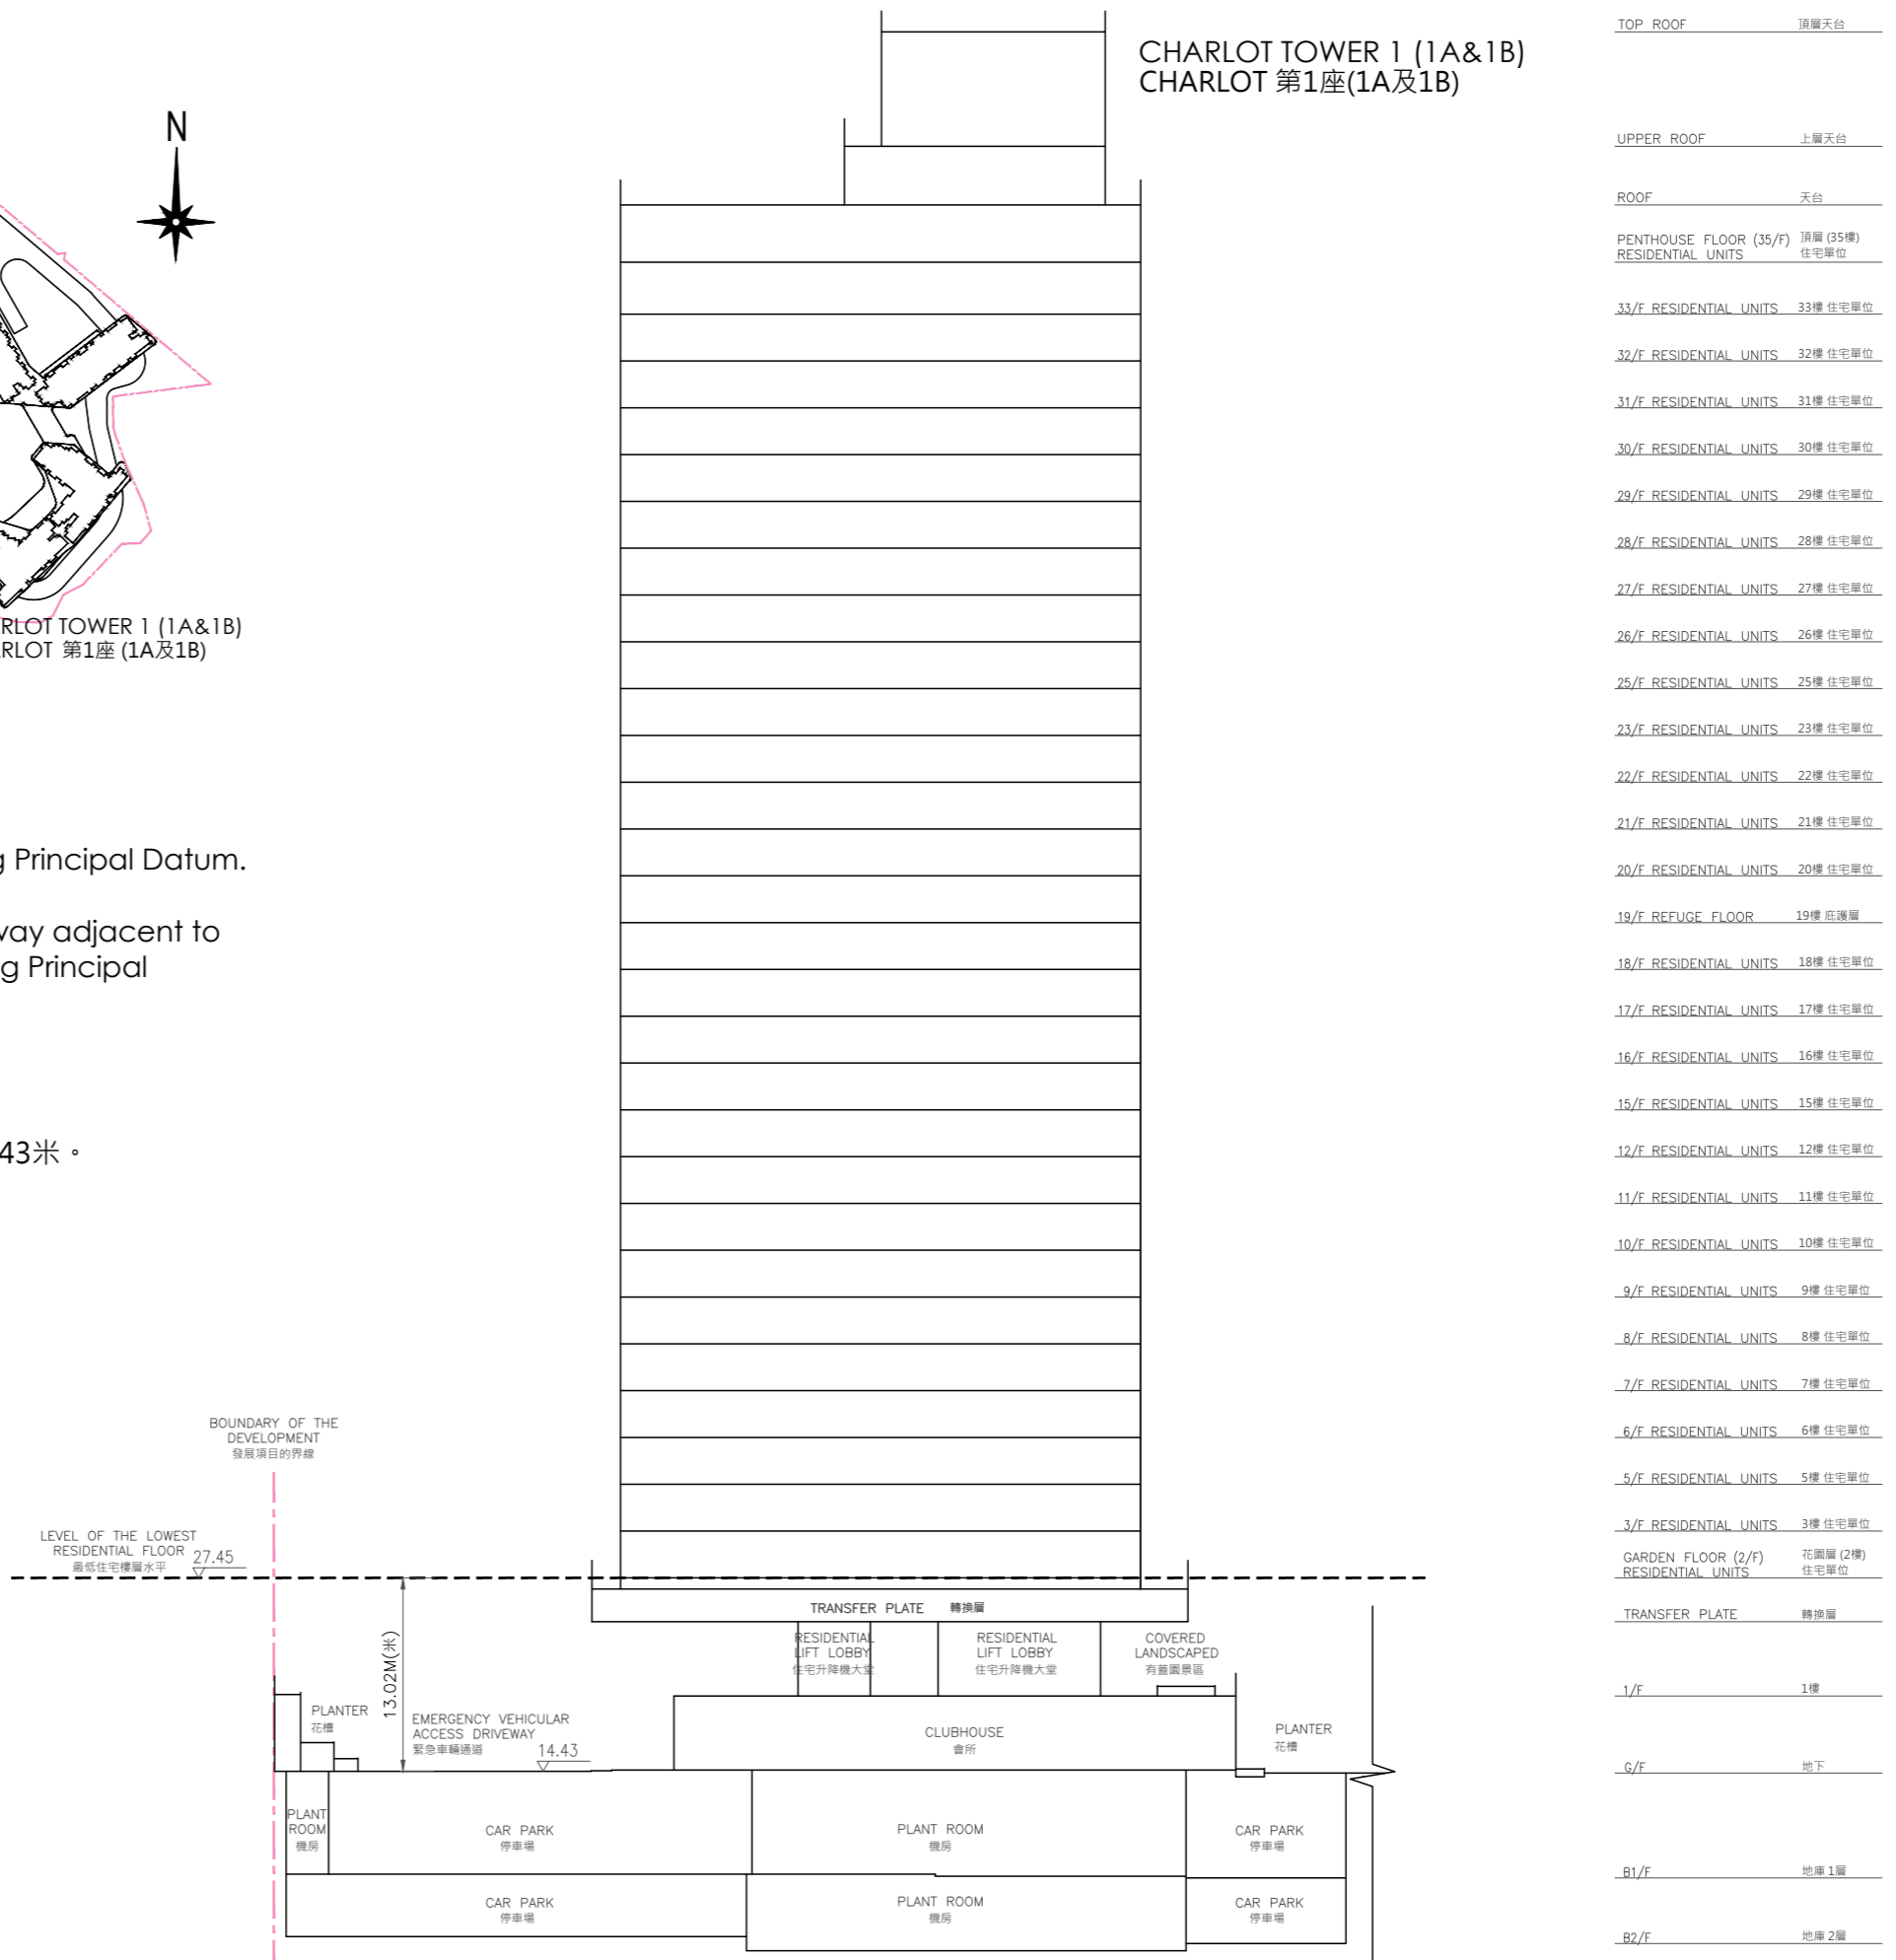 CHARLOT TOWER 1 (1A&1B)
CHARLOT 第1座(1A及1B)
N
RLOT TOWER 1 (1A&1B)
RLOT 第1座 (1A及1B)
g Principal Datum.
way adjacent to
g Principal
43米。
BOUNDARY OF THE
DEVELOPMENT
發展項目的界線
LEVEL OF THE LOWEST
RESIDENTIAL FLOOR
最低住宅樓層水平
27.45
13.02M(米)
TRANSFER PLATE 轉換層
RESIDENTIAL
LIFT LOBBY
住宅升降機大堂
RESIDENTIAL
LIFT LOBBY
住宅升降機大堂
COVERED
LANDSCAPED
有蓋園景區
PLANTER
花槽
EMERGENCY VEHICULAR
ACCESS DRIVEWAY
緊急車輛通道
14.43
CLUBHOUSE
會所
PLANTER
花槽
PLANT
ROOM
機房
CAR PARK
停車場
PLANT ROOM
機房
CAR PARK
停車場
CAR PARK
停車場
PLANT ROOM
機房
CAR PARK
停車場
TOP ROOF 頂層天台
UPPER ROOF 上層天台
ROOF 天台
PENTHOUSE FLOOR (35/F) 頂層 (35樓)
RESIDENTIAL UNITS 住宅單位
33/F RESIDENTIAL UNITS 33樓 住宅單位
32/F RESIDENTIAL UNITS 32樓 住宅單位
31/F RESIDENTIAL UNITS 31樓 住宅單位
30/F RESIDENTIAL UNITS 30樓 住宅單位
29/F RESIDENTIAL UNITS 29樓 住宅單位
28/F RESIDENTIAL UNITS 28樓 住宅單位
27/F RESIDENTIAL UNITS 27樓 住宅單位
26/F RESIDENTIAL UNITS 26樓 住宅單位
25/F RESIDENTIAL UNITS 25樓 住宅單位
23/F RESIDENTIAL UNITS 23樓 住宅單位
22/F RESIDENTIAL UNITS 22樓 住宅單位
21/F RESIDENTIAL UNITS 21樓 住宅單位
20/F RESIDENTIAL UNITS 20樓 住宅單位
19/F REFUGE FLOOR 19樓 庇護層
18/F RESIDENTIAL UNITS 18樓 住宅單位
17/F RESIDENTIAL UNITS 17樓 住宅單位
16/F RESIDENTIAL UNITS 16樓 住宅單位
15/F RESIDENTIAL UNITS 15樓 住宅單位
12/F RESIDENTIAL UNITS 12樓 住宅單位
11/F RESIDENTIAL UNITS 11樓 住宅單位
10/F RESIDENTIAL UNITS 10樓 住宅單位
9/F RESIDENTIAL UNITS 9樓 住宅單位
8/F RESIDENTIAL UNITS 8樓 住宅單位
7/F RESIDENTIAL UNITS 7樓 住宅單位
6/F RESIDENTIAL UNITS 6樓 住宅單位
5/F RESIDENTIAL UNITS 5樓 住宅單位
3/F RESIDENTIAL UNITS 3樓 住宅單位
GARDEN FLOOR (2/F) 花園層 (2樓)
RESIDENTIAL UNITS 住宅單位
TRANSFER PLATE 轉換層
1/F 1樓
G/F 地下
B1/F 地庫 1層
B2/F 地庫 2層